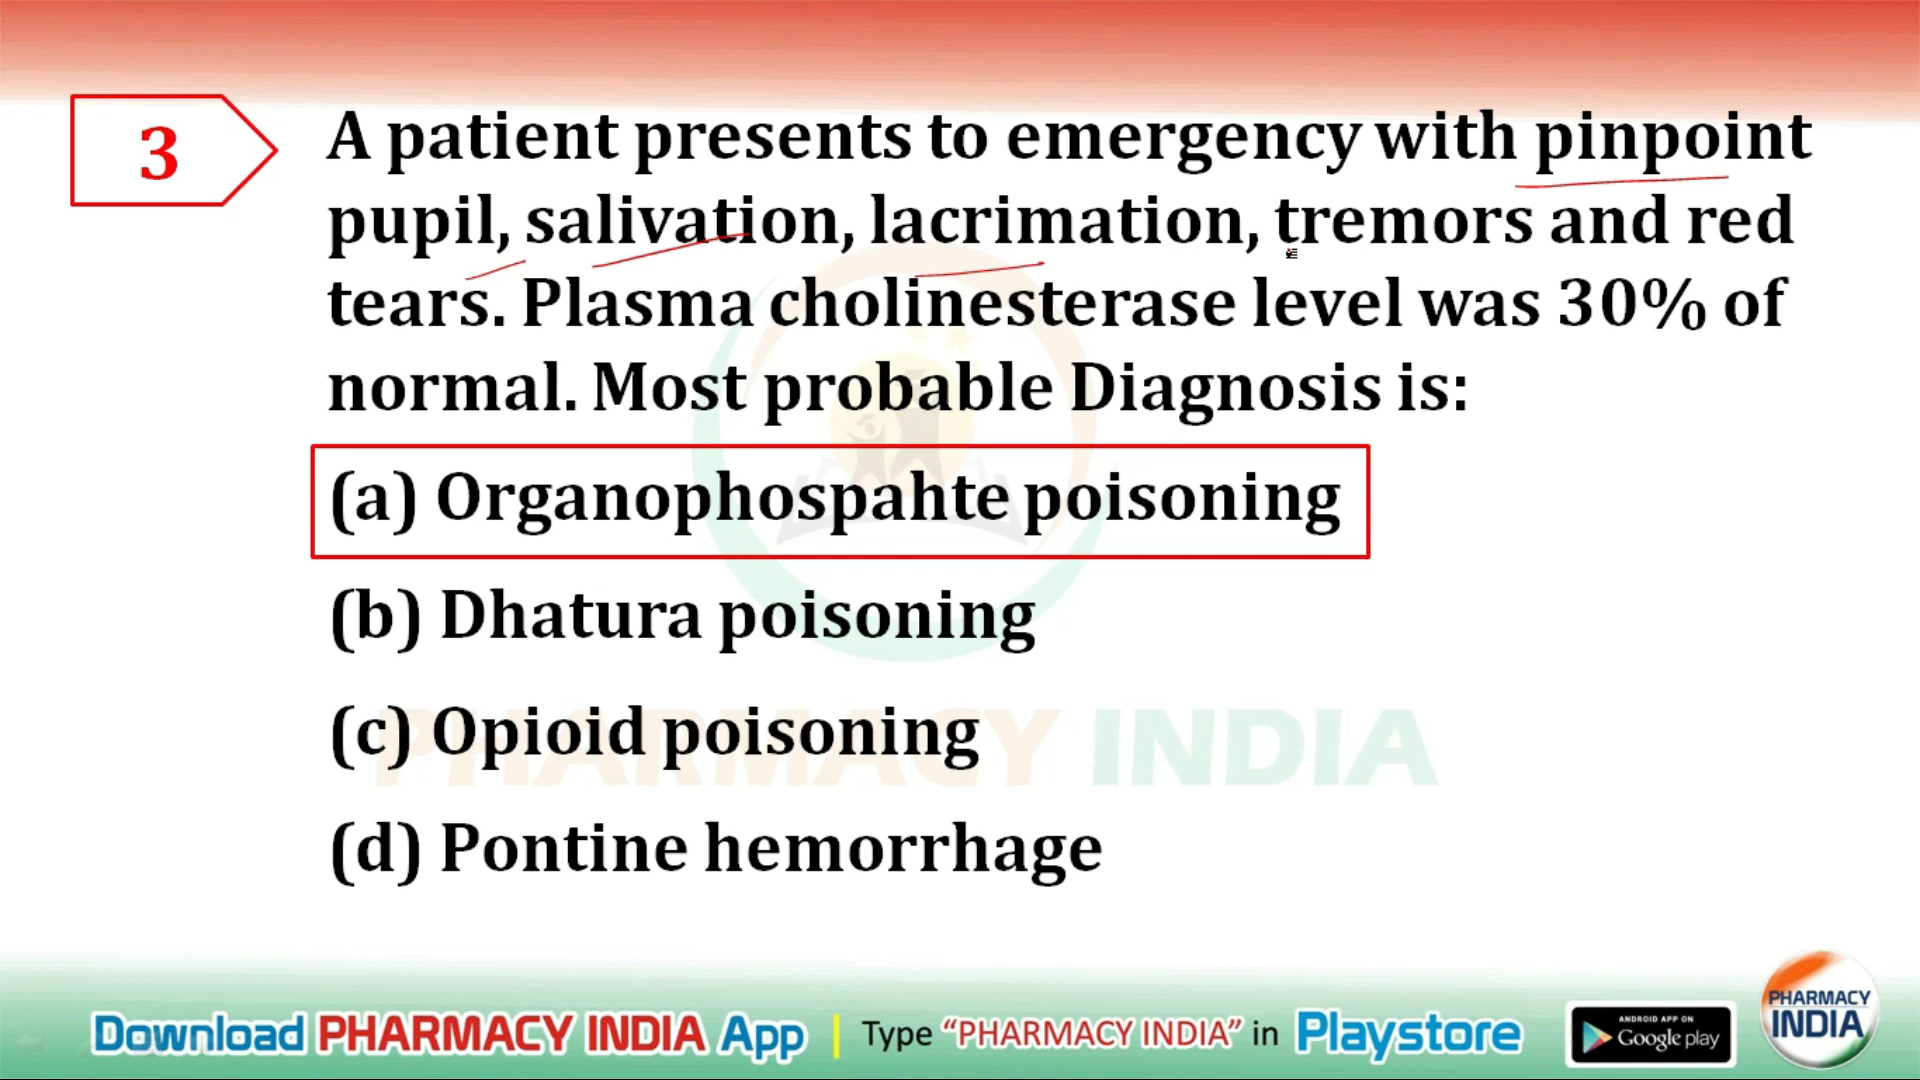 3
A patient presents to emergency with pinpoint
pupil, salivation, lacrimation, tremors and red
tears. Plasma cholinesterase level was 30% of
normal. Most probable Diagnosis is:
(a) Organophospahte poisoning
(b) Dhatura poisoning
(c) Opioid poisoning
PHARMACY INDIA
(d) Pontine hemorrhage
Download PHARMACY INDIA App | Type “PHARMACY INDIA” in Playstore
ANDROID APP ON
Google play
PHARMACY
INDIA